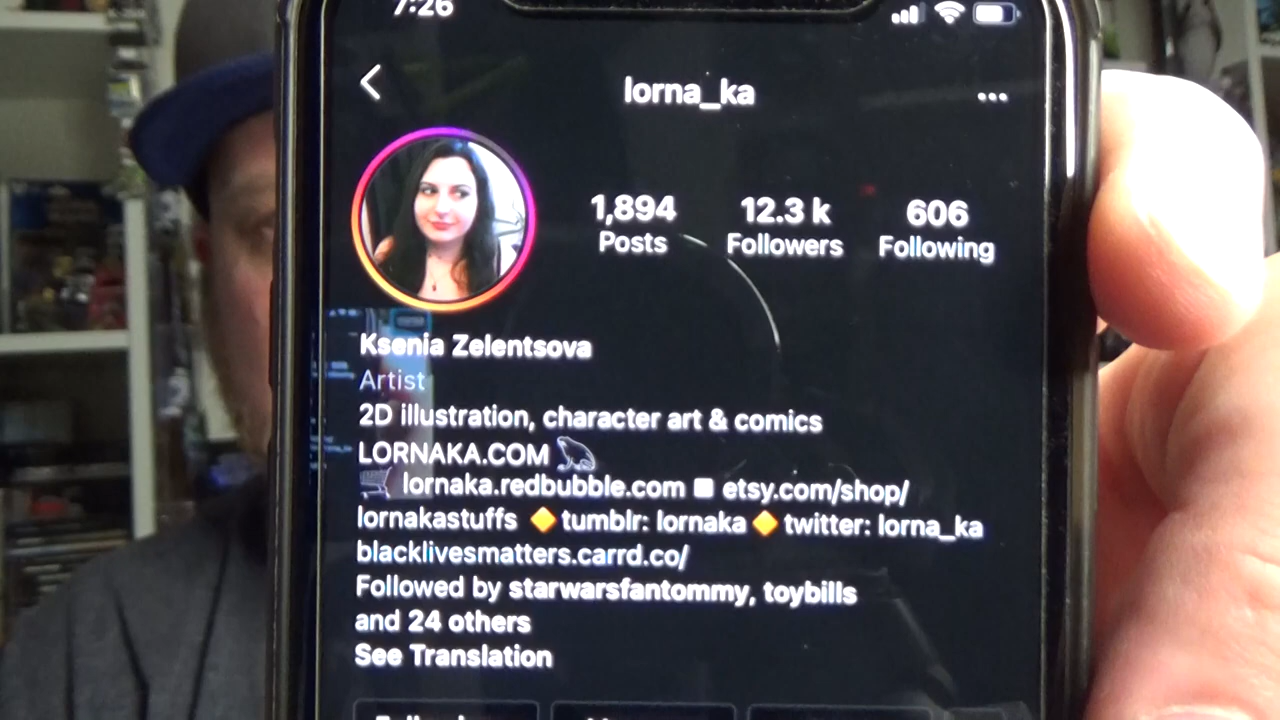 7:26
lorna_ka
1,894 12.3 k 606
Posts Followers Following
Ksenia Zelentsova
Artist
2D illustration, character art & comics
LORNAKA.COM
lornaka.redbubble.com etsy.com/shop/
lornakastuffs 🔶tumblr: lornaka 🔶 twitter: lorna_ka
blacklivesmatters.carrd.co/
Followed by starwarsfantommy, toybills
and 24 others
See Translation